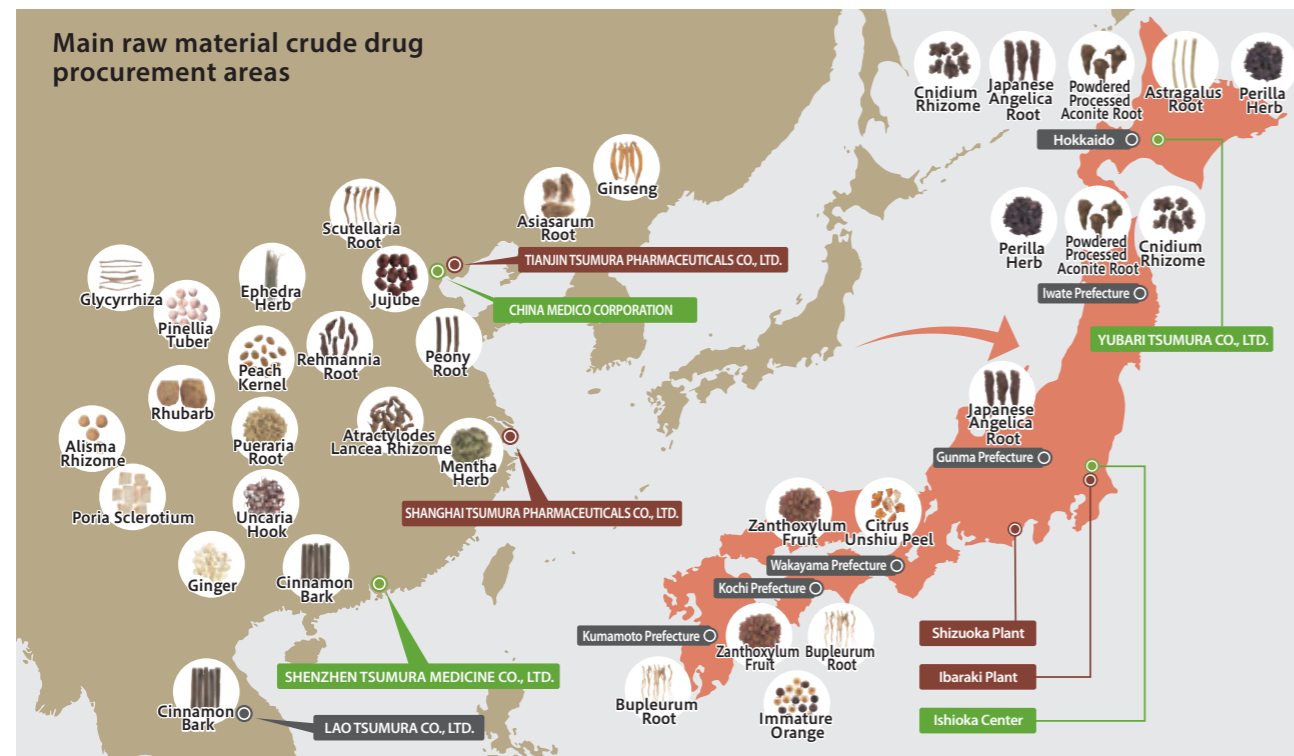 Main raw material crude drug
procurement areas
Cnidium
Rhizome
Japanese
Angelica
Root
Powdered
Processed
Aconite Root
Astragalus
Root
Perilla
Herb
Hokkaido
Ginseng
Asiasarum
Root
Scutellaria
Root
TIANJIN TSUMURA PHARMACEUTICALS CO., LTD.
Perilla
Herb
Powdered
Processed
Aconite Root
Cnidium
Rhizome
Iwate Prefecture
Glycyrrhiza
Pinellia
Tuber
Ephedra
Herb
Jujube
CHINA MEDICO CORPORATION
YUBARI TSUMURA CO., LTD.
Peach
Kernel
Rehmannia
Root
Peony
Root
Rhubarb
Japanese
Angelica
Root
Gunma Prefecture
Alisma
Rhizome
Pueraria
Root
Atractylodes
Lancea Rhizome
Mentha
Herb
Poria Sclerotium
Uncaria
Hook
SHANGHAI TSUMURA PHARMACEUTICALS CO., LTD.
Zanthoxylum
Fruit
Citrus
Unshiu Peel
Wakayama Prefecture
Kochi Prefecture
Ginger
Cinnamon
Bark
Kumamoto Prefecture
Zanthoxylum
Fruit
Bupleurum
Root
Shizuoka Plant
SHENZHEN TSUMURA MEDICINE CO., LTD.
Ibaraki Plant
Bupleurum
Root
Immature
Orange
Ishioka Center
Cinnamon
Bark
LAO TSUMURA CO., LTD.